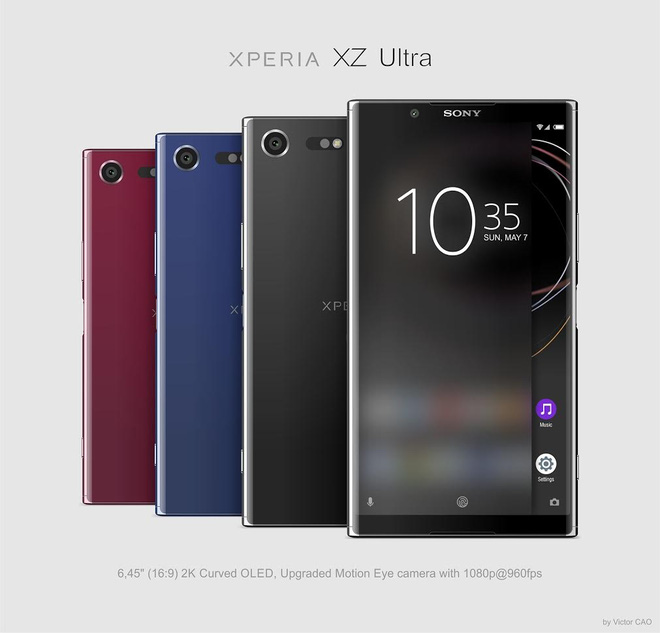 XPERIA XZ Ultra
SONY
10 35
SUN, MAY 7
XPE
Music
Settings
6,45" (16:9) 2K Curved OLED, Upgraded Motion Eye camera with 1080p@960fps
by Victor CAO